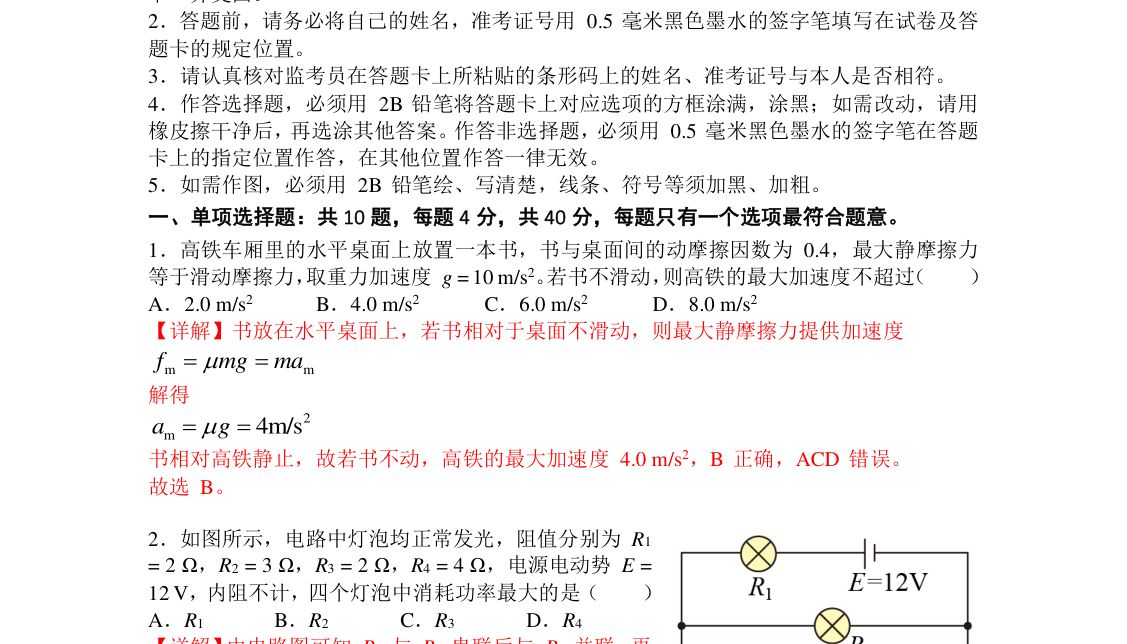 2．答题前，请务必将自己的姓名，准考证号用 0.5 毫米黑色墨水的签字笔填写在试卷及答
题卡的规定位置。
3．请认真核对监考员在答题卡上所粘贴的条形码上的姓名、准考证号与本人是否相符。
4．作答选择题，必须用 2B 铅笔将答题卡上对应选项的方框涂满，涂黑；如需改动，请用
橡皮擦干净后，再选涂其他答案。作答非选择题，必须用 0.5 毫米黑色墨水的签字笔在答题
卡上的指定位置作答，在其他位置作答一律无效。
5．如需作图，必须用 2B 铅笔绘、写清楚，线条、符号等须加黑、加粗。
一、单项选择题：共 10 题，每题 4 分，共 40 分，每题只有一个选项最符合题意。
1．高铁车厢里的水平桌面上放置一本书，书与桌面间的动摩擦因数为 0.4，最大静摩擦力
等于滑动摩擦力，取重力加速度 g = 10 m/s²。若书不滑动，则高铁的最大加速度不超过（　　）
A．2.0 m/s² B．4.0 m/s² C．6.0 m/s² D．8.0 m/s²
【详解】书放在水平桌面上，若书相对于桌面不滑动，则最大静摩擦力提供加速度
fm = μmg = mam
解得
am = μg = 4m/s²
书相对高铁静止，故若书不动，高铁的最大加速度 4.0 m/s²，B 正确，ACD 错误。
故选 B。
2．如图所示，电路中灯泡均正常发光，阻值分别为 R1
= 2 Ω，R2 = 3 Ω，R3 = 2 Ω，R4 = 4 Ω，电源电动势 E =
12 V，内阻不计，四个灯泡中消耗功率最大的是（　　）
A．R1 B．R2 C．R3 D．R4
R1
E=12V